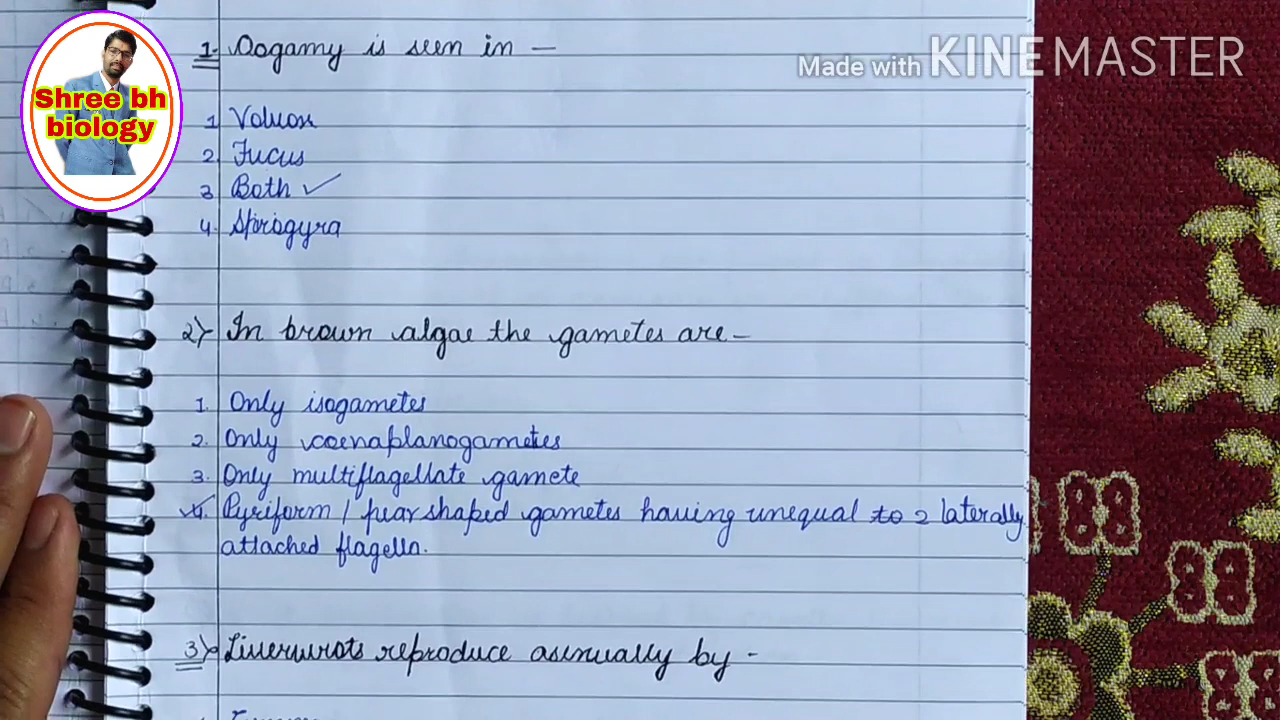 Shree bh
biology
Made with KINEMASTER
1. Oogamy is seen in —
1 Volvox
2. Fucus
3 Both ✓
4. Spirogyra
2) In brown algae the gametes are —
1. Only isogametes
2. Only coenaplanogametes
3. Only multiflagellate gamete
4. Pyriform / pear shaped gametes having unequal to 2 laterally
attached flagella.
3) Liverwrots reproduce asexually by -